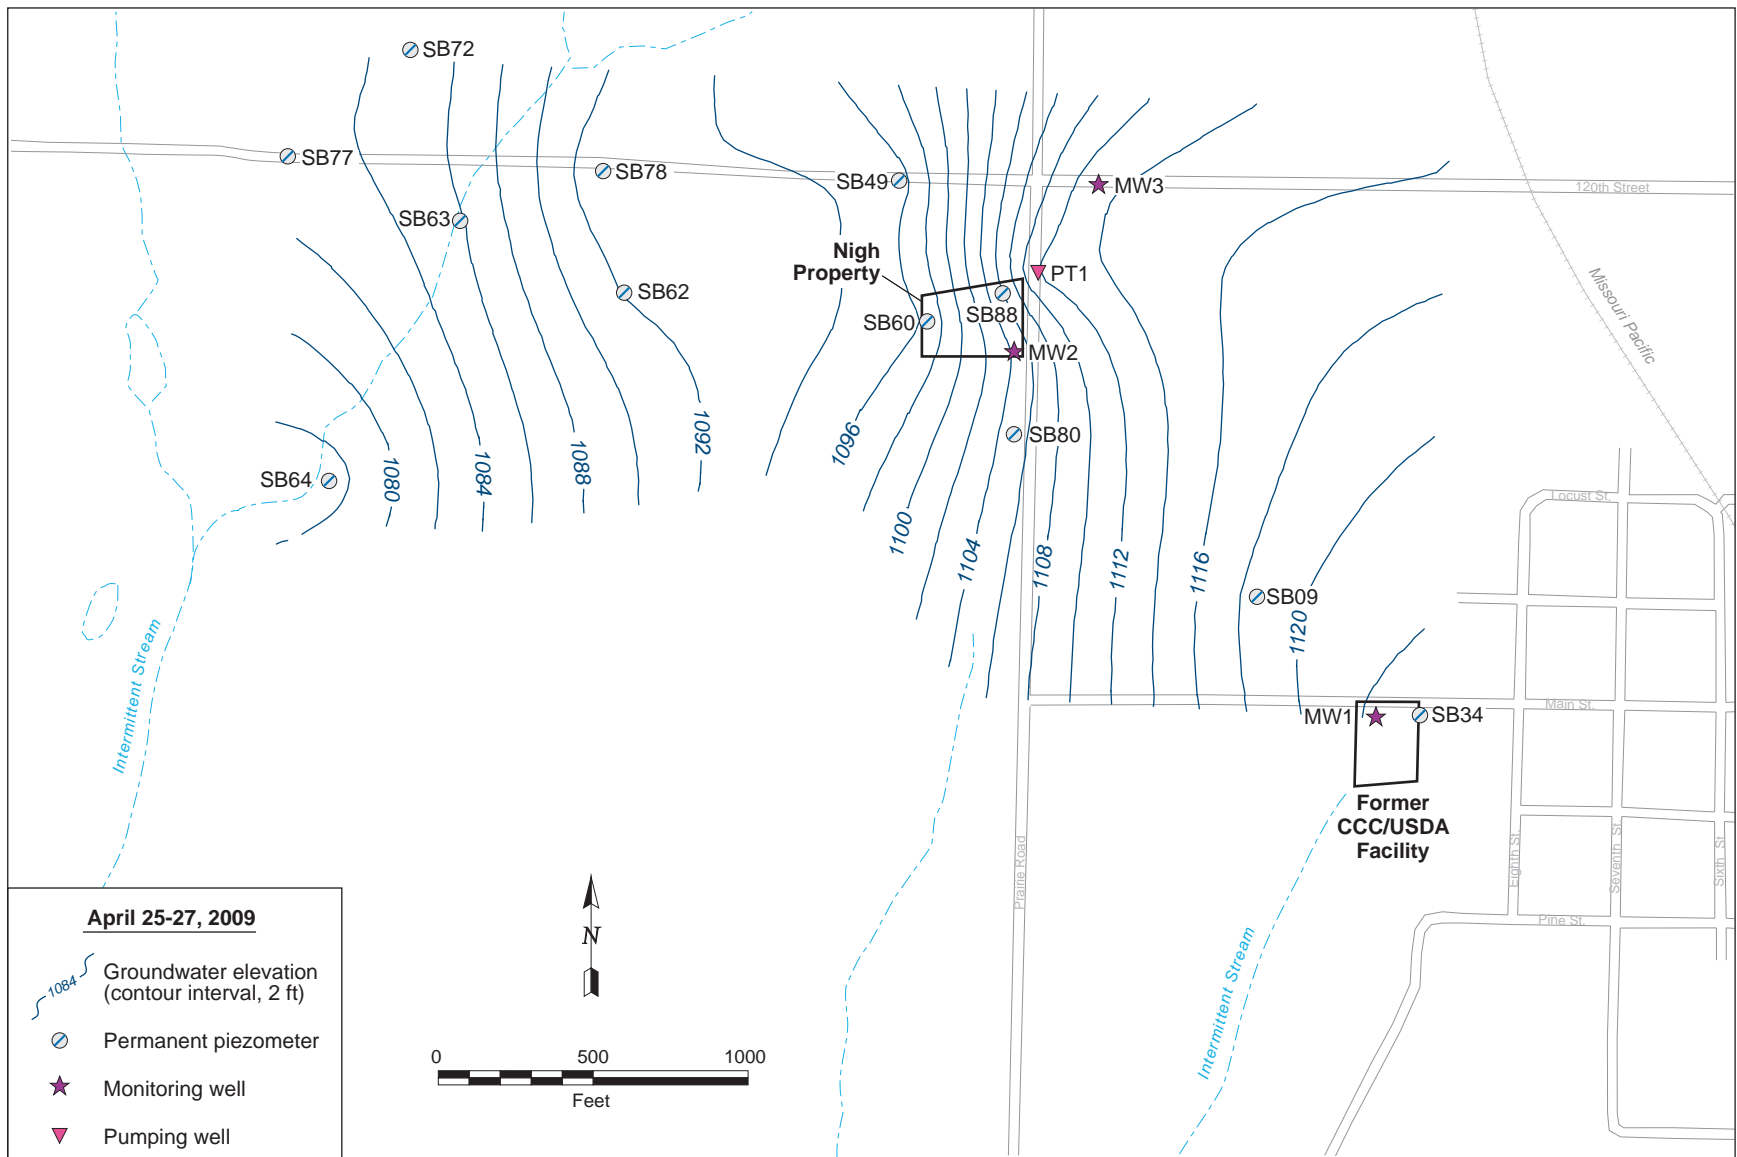 SB72
SB77
SB78
SB49
MW3
120th Street
SB63
Nigh
Property
PT1
SB62
SB60
SB88
MW2
Missouri Pacific
SB80
SB64
1080
1084
1088
1092
1096
1100
1104
1108
1112
1116
1120
SB09
Locust St.
Main St.
MW1
SB34
Former
CCC/USDA
Facility
Intermittent Stream
Prairie Road
Eighth St.
Seventh St.
Sixth St.
Pine St.
Intermittent Stream
N
April 25-27, 2009
1084
Groundwater elevation
(contour interval, 2 ft)
Permanent piezometer
Monitoring well
Pumping well
0 500 1000
Feet